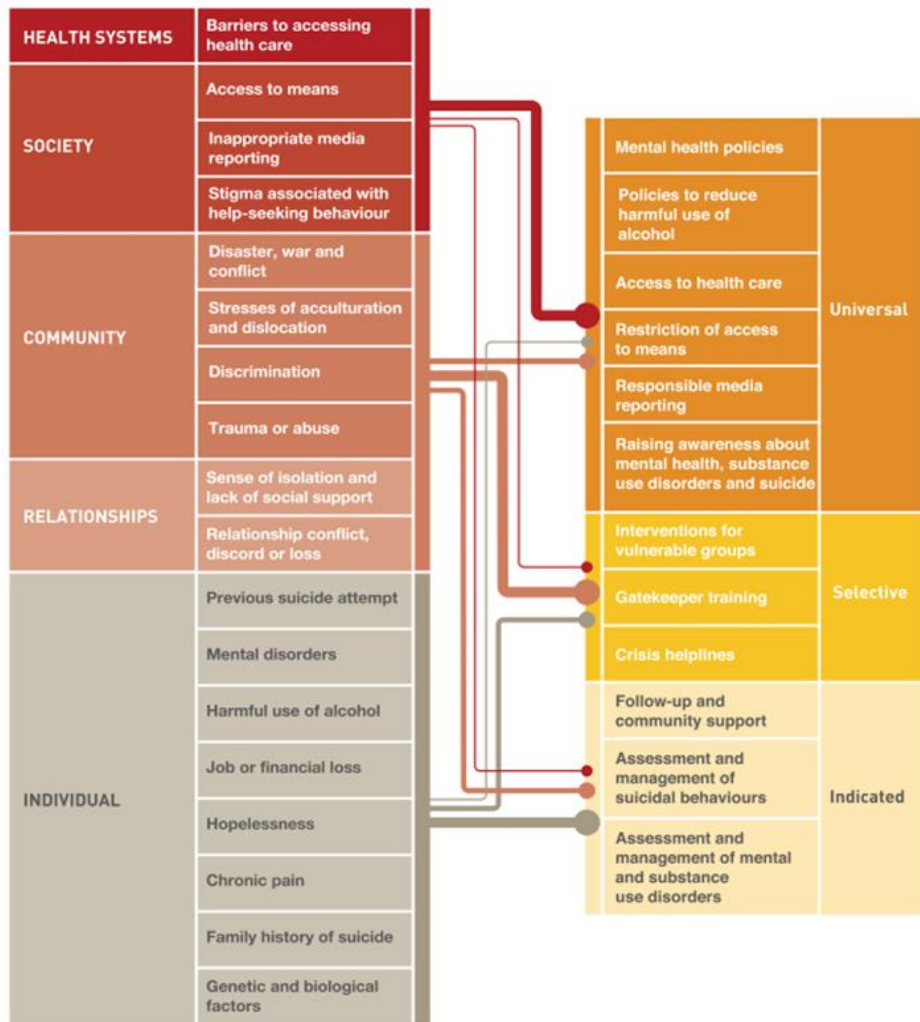 HEALTH SYSTEMS
Barriers to accessing
health care
SOCIETY
Access to means
Inappropriate media
reporting
Stigma associated with
help-seeking behaviour
COMMUNITY
Disaster, war and
conflict
Stresses of acculturation
and dislocation
Discrimination
Trauma or abuse
RELATIONSHIPS
Sense of isolation and
lack of social support
Relationship conflict,
discord or loss
INDIVIDUAL
Previous suicide attempt
Mental disorders
Harmful use of alcohol
Job or financial loss
Hopelessness
Chronic pain
Family history of suicide
Genetic and biological
factors
Mental health policies
Policies to reduce
harmful use of
alcohol
Access to health care
Restriction of access
to means
Responsible media
reporting
Raising awareness about
mental health, substance
use disorders and suicide
Universal
Interventions for
vulnerable groups
Gatekeeper training
Crisis helplines
Selective
Follow-up and
community support
Assessment and
management of
suicidal behaviours
Assessment and
management of mental
and substance
use disorders
Indicated